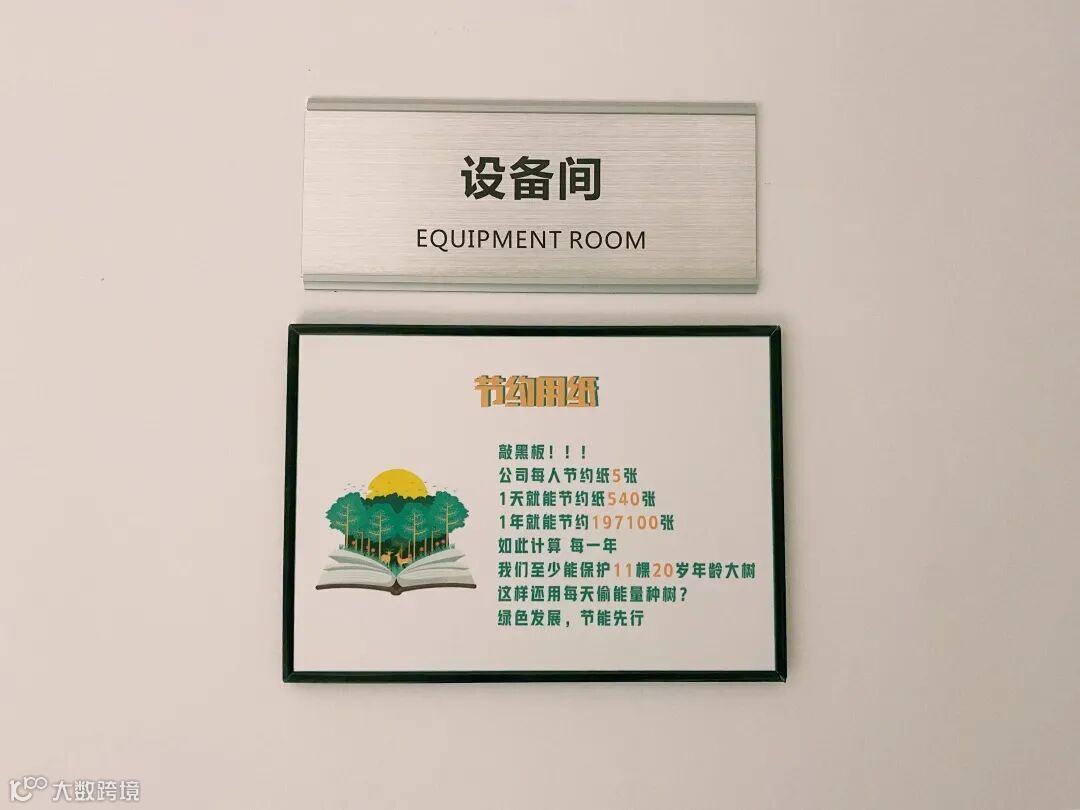 设备间
EQUIPMENT ROOM
节约用纸
敲黑板！！！
公司每人节约纸5张
1天就能节约纸540张
1年就能节约197100张
如此计算 每一年
我们至少能保护11棵20岁年龄大树
这样还用每天偷能量种树？
绿色发展，节能先行
大数跨境